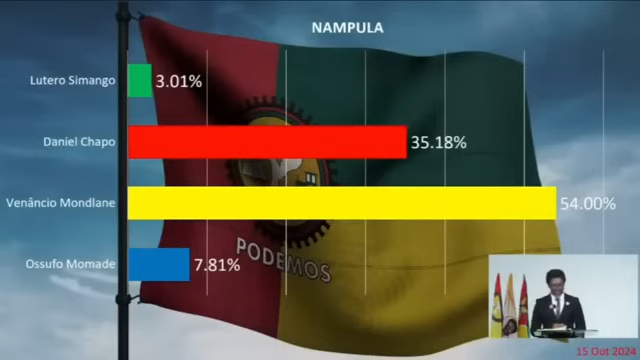 NAMPULA
Lutero Simango
3.01%
Daniel Chapo
35.18%
Venâncio Mondlane
54.00%
Ossufo Momade
7.81%
PODEMOS
15 Out 2024